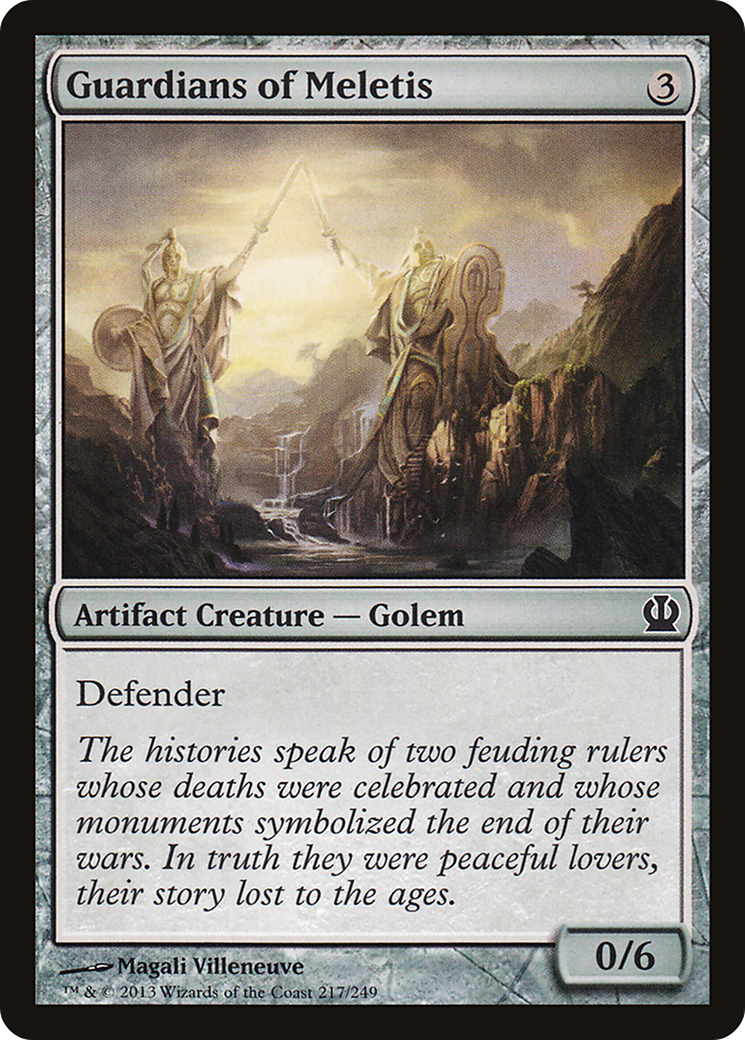 Guardians of Meletis
3
Artifact Creature — Golem
Defender
The histories speak of two feuding rulers
whose deaths were celebrated and whose
monuments symbolized the end of their
wars. In truth they were peaceful lovers,
their story lost to the ages.
0/6
Magali Villeneuve
™ & © 2013 Wizards of the Coast 217/249